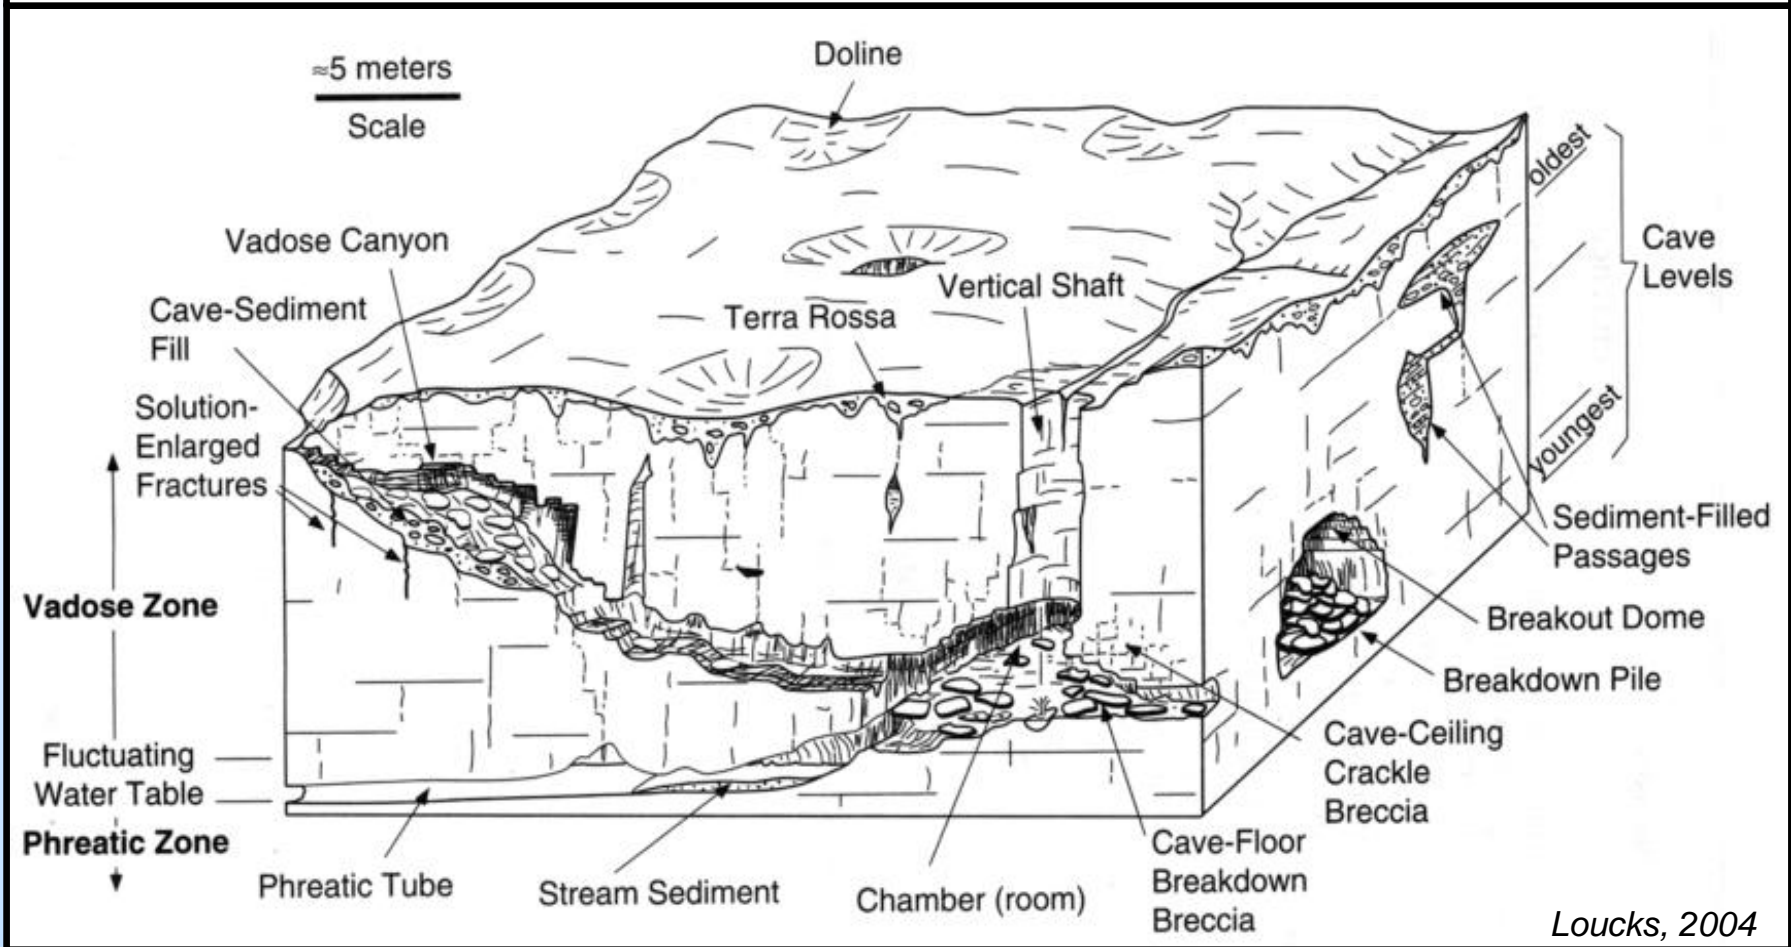 ≈5 meters
Scale
Doline
Vadose Canyon
Cave-Sediment
Fill
Solution-
Enlarged
Fractures
Terra Rossa
Vertical Shaft
oldest
youngest
Cave
Levels
Sediment-Filled
Passages
Breakout Dome
Breakdown Pile
Cave-Ceiling
Crackle
Breccia
Vadose Zone
Fluctuating
Water Table
Phreatic Zone
Phreatic Tube
Stream Sediment
Chamber (room)
Cave-Floor
Breakdown
Breccia
Loucks, 2004